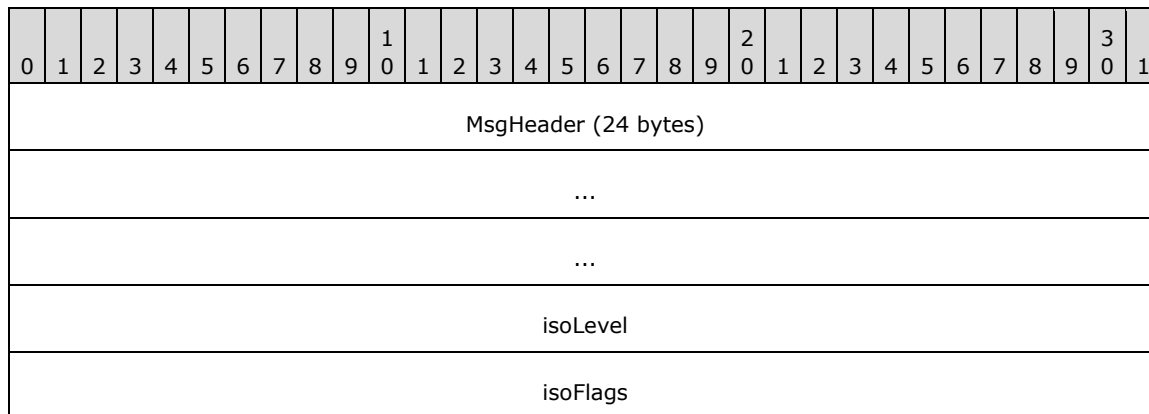 1 2 3
0 1 2 3 4 5 6 7 8 9 0 1 2 3 4 5 6 7 8 9 0 1 2 3 4 5 6 7 8 9 0 1
MsgHeader (24 bytes)
...
...
isoLevel
isoFlags